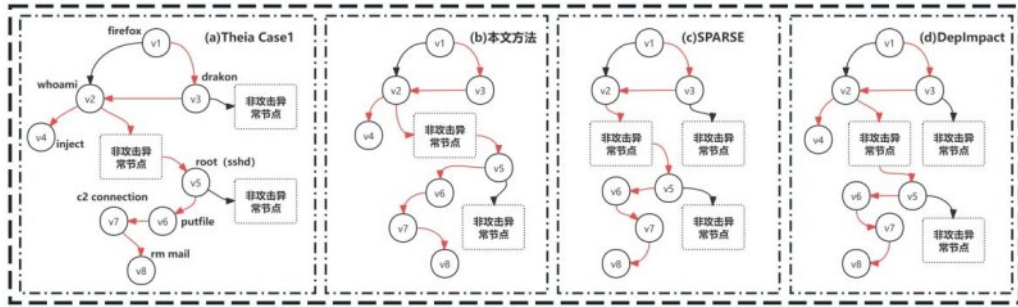 (a)Theia Case1
firefox
v1
whoami
drakon
v2
v3
非攻击异
常节点
v4
inject
非攻击异
常节点
root（sshd）
v5
c2 connection
非攻击异
常节点
v7
v6
putfile
rm mail
v8
(b)本文方法
v1
v2
v3
v4
非攻击异
常节点
v5
v6
非攻击异
常节点
v7
v8
(c)SPARSE
v1
v2
v3
非攻击异
常节点
非攻击异
常节点
v6
v5
v7
非攻击异
常节点
v8
(d)DepImpact
v1
v2
v3
v4
非攻击异
常节点
非攻击异
常节点
v6
v5
v7
非攻击异
常节点
v8